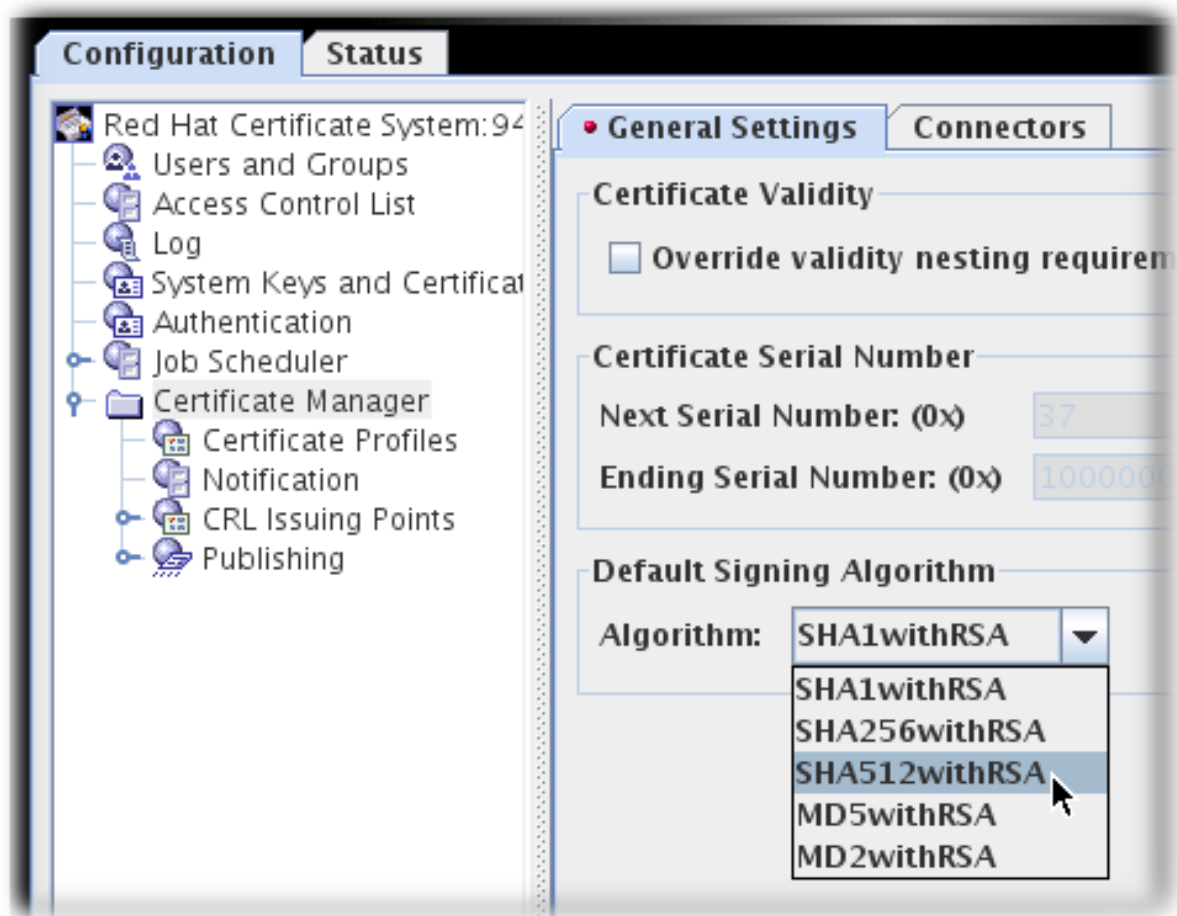 Configuration
Status
Red Hat Certificate System:94
Users and Groups
Access Control List
Log
System Keys and Certificat
Authentication
Job Scheduler
Certificate Manager
Certificate Profiles
Notification
CRL Issuing Points
Publishing
General Settings
Connectors
Certificate Validity
Override validity nesting requirem
Certificate Serial Number
Next Serial Number: (0x) 37
Ending Serial Number: (0x) 1000000
Default Signing Algorithm
Algorithm: SHA1withRSA
SHA1withRSA
SHA256withRSA
SHA512withRSA
MD5withRSA
MD2withRSA